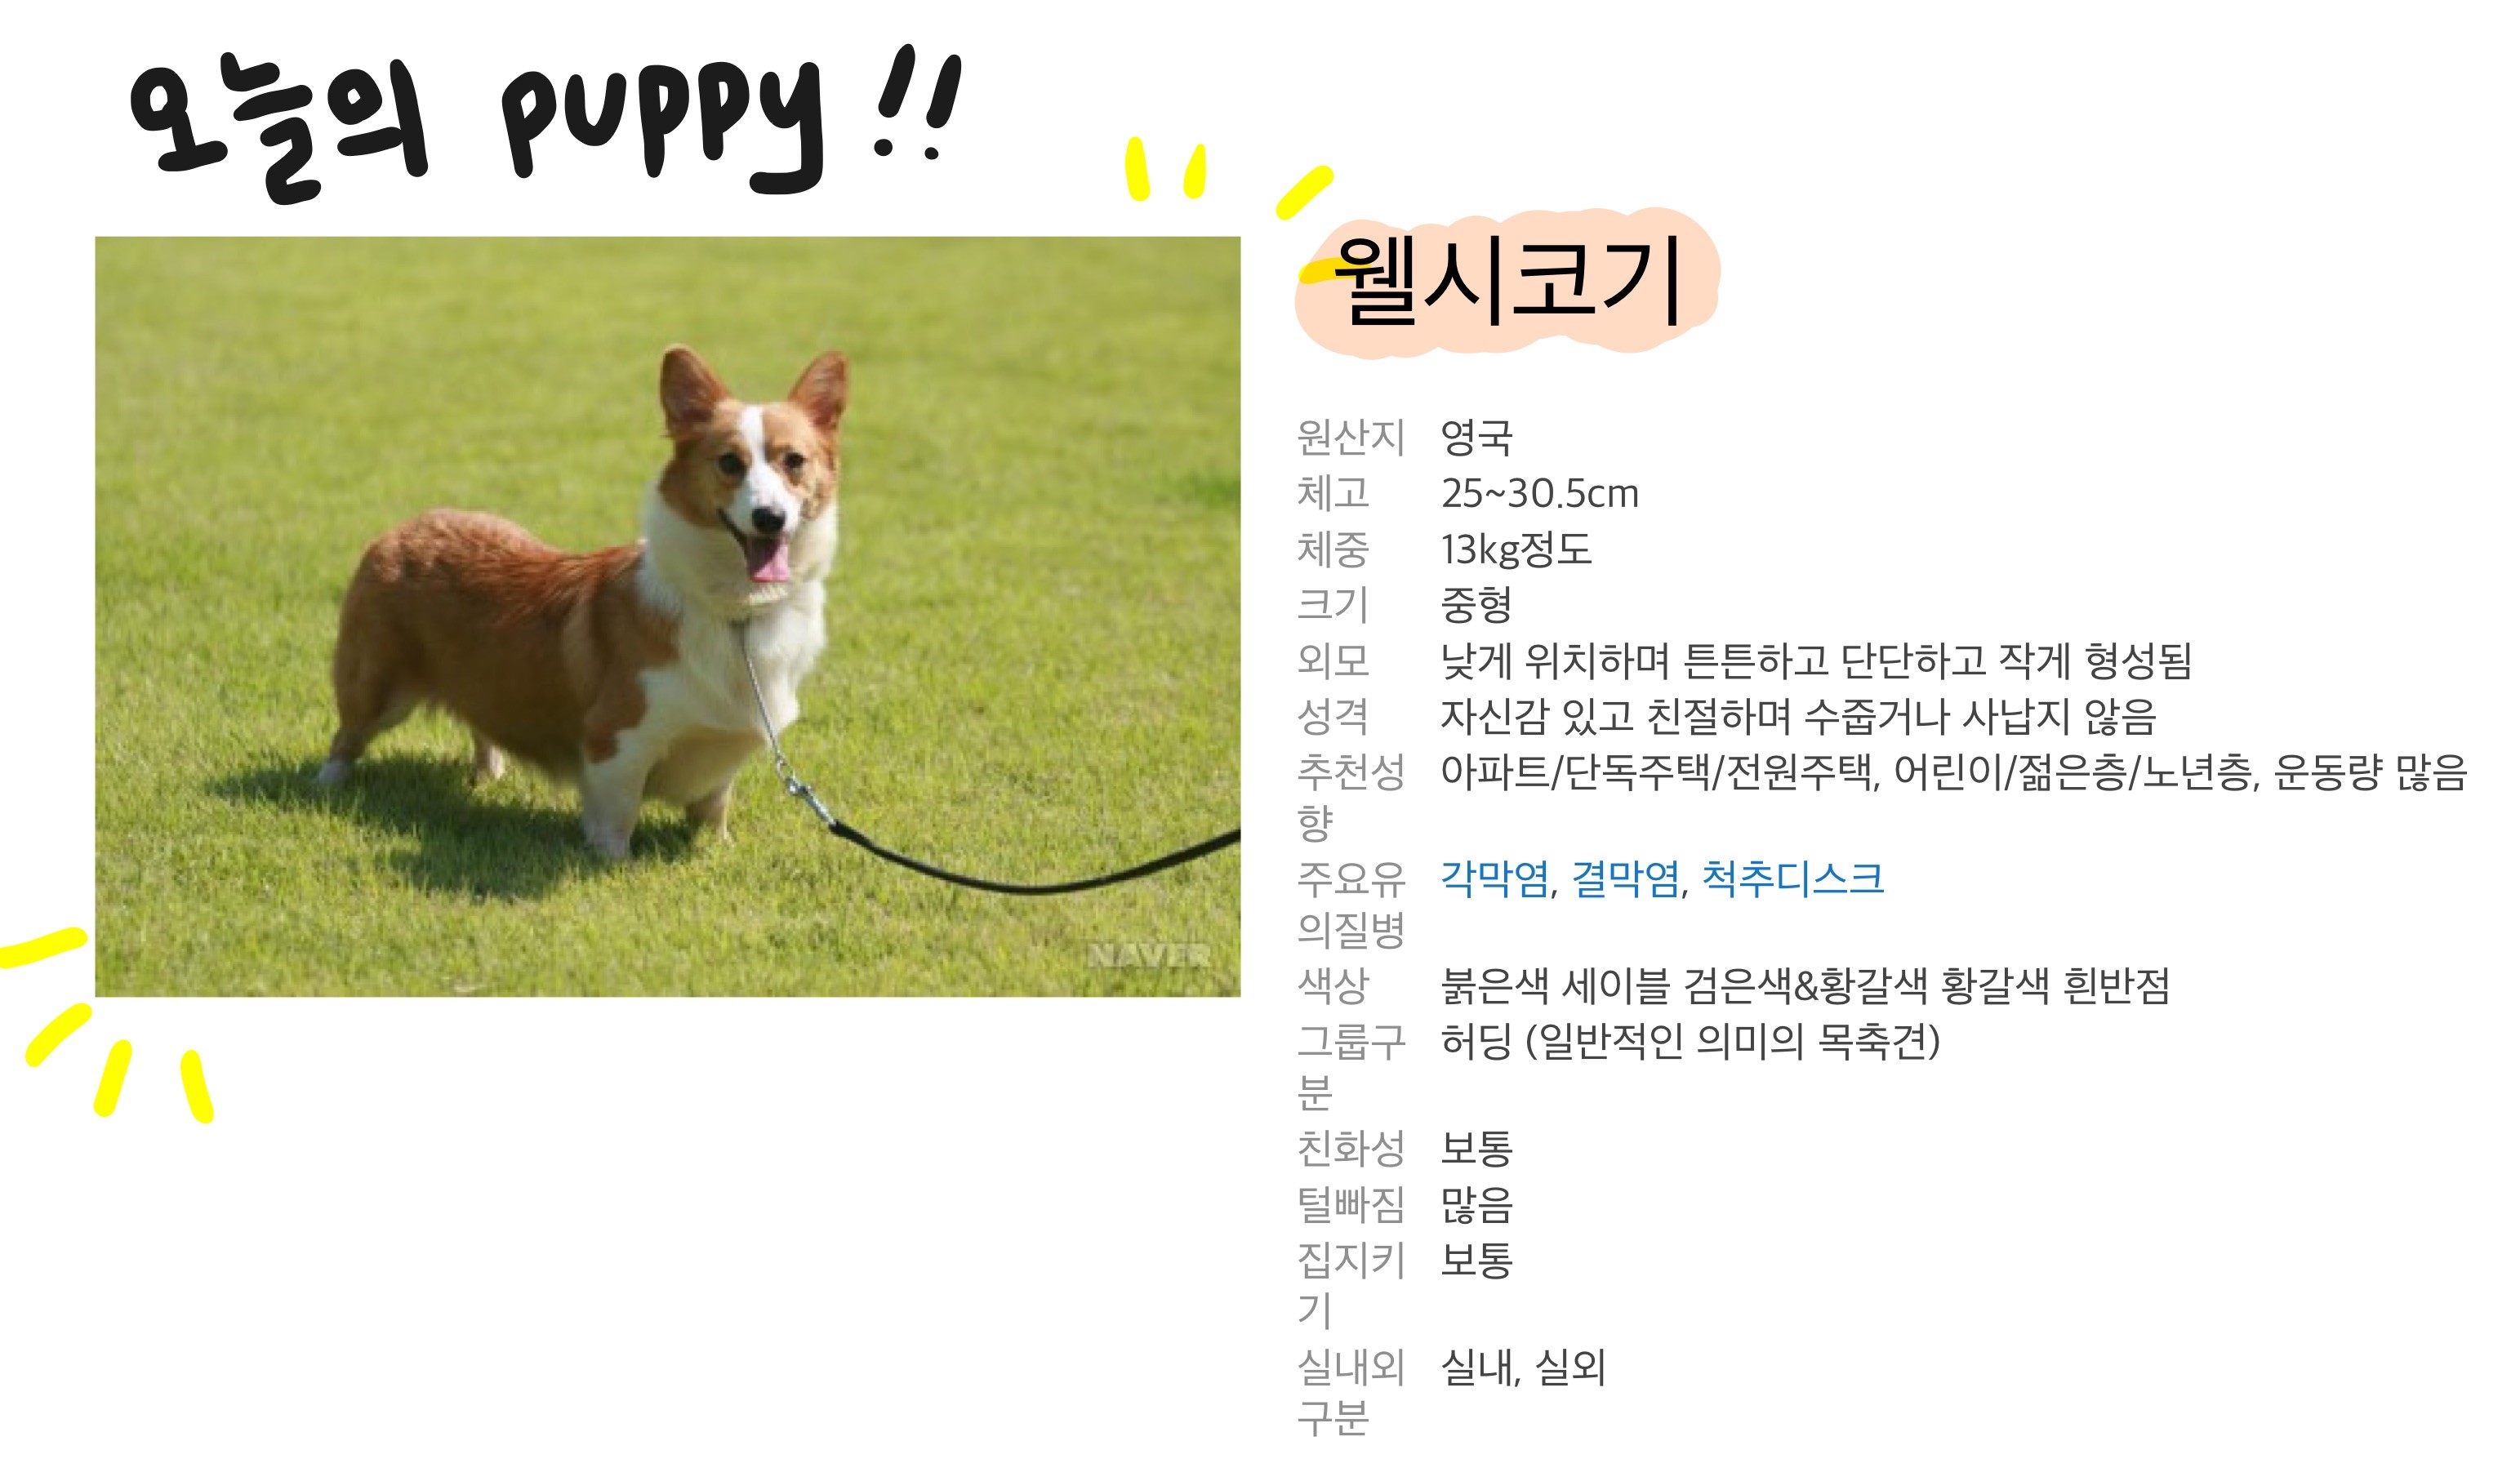 오늘의 puppy!!
웰시코기
원산지 영국
체고 25~30.5cm
체중 13kg정도
크기 중형
외모 낮게 위치하며 튼튼하고 단단하고 작게 형성됨
성격 자신감 있고 친절하며 수줍거나 사납지 않음
추천성 아파트/단독주택/전원주택, 어린이/젊은층/노년층, 운동량 많음
향
주요유 각막염, 결막염, 척추디스크
의질병
색상 붉은색 세이블 검은색&황갈색 황갈색 흰반점
그룹구 허딩 (일반적인 의미의 목축견)
분
친화성 보통
털빠짐 많음
집지키 보통
기
실내외 실내, 실외
구분
NAVER